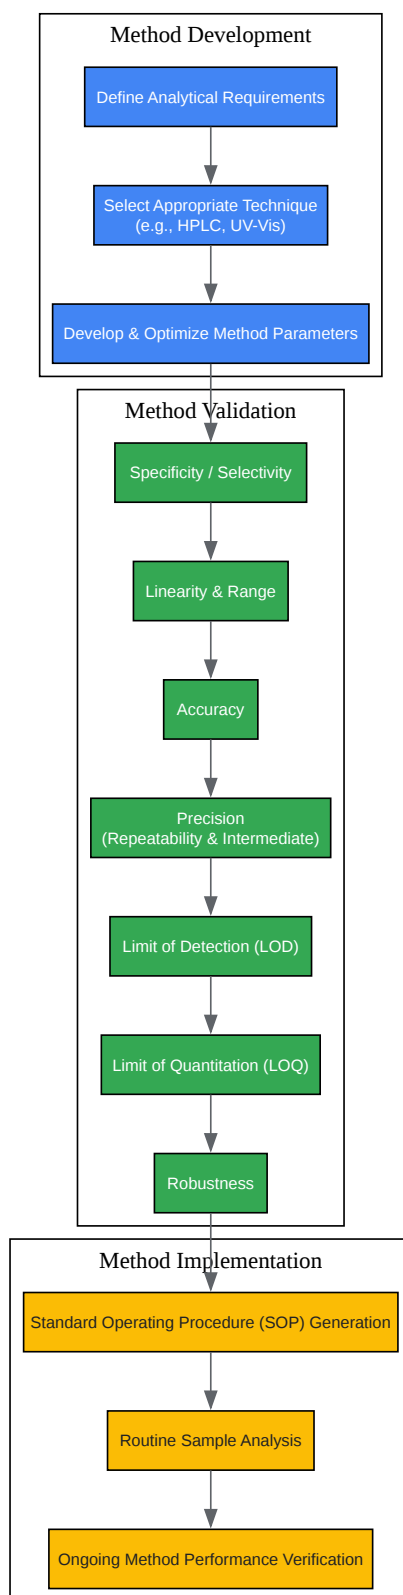 Method Development
Define Analytical Requirements
Select Appropriate Technique
(e.g., HPLC, UV-Vis)
Develop & Optimize Method Parameters
Method Validation
Specificity / Selectivity
Linearity & Range
Accuracy
Precision
(Repeatability & Intermediate)
Limit of Detection (LOD)
Limit of Quantitation (LOQ)
Robustness
Method Implementation
Standard Operating Procedure (SOP) Generation
Routine Sample Analysis
Ongoing Method Performance Verification